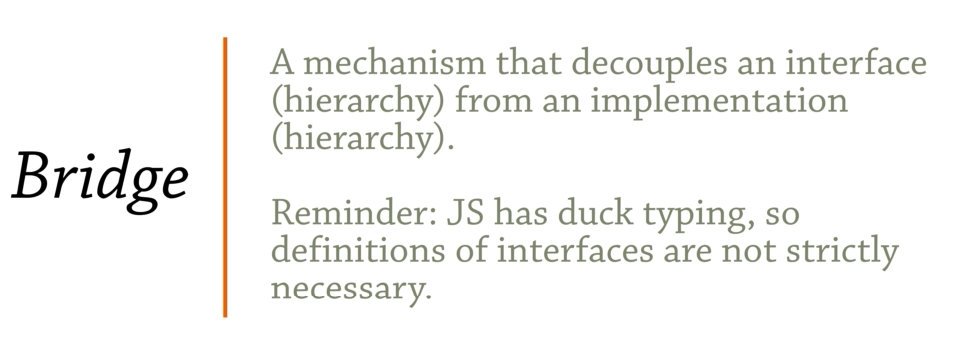 Bridge
A mechanism that decouples an interface
(hierarchy) from an implementation
(hierarchy).
Reminder: JS has duck typing, so
definitions of interfaces are not strictly
necessary.